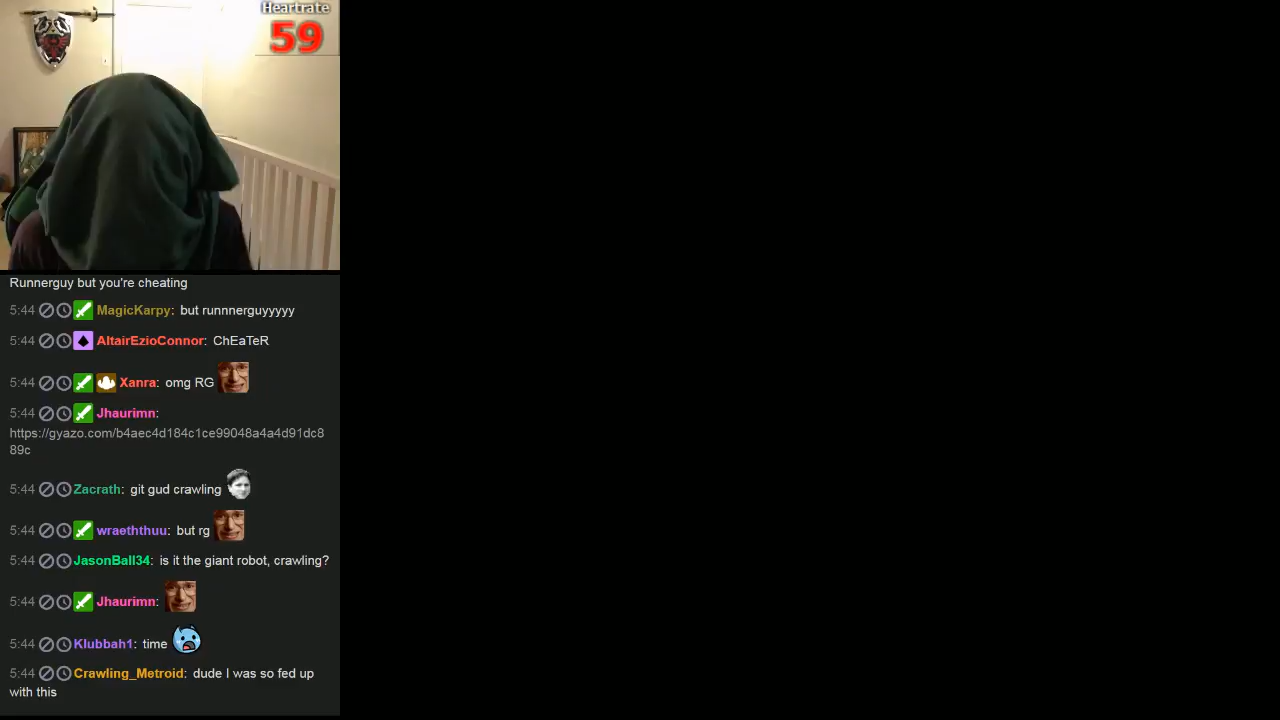 Heartrate
59
Runnerguy but you're cheating
5:44 MagicKarpy: but runnnerguyyyyy
5:44 AltairEzioConnor: ChEaTeR
5:44 Xanra: omg RG
5:44 Jhaurimn:
https://gyazo.com/b4aec4d184c1ce99048a4a4d91dc8
89c
5:44 Zacrath: git gud crawling
5:44 wraeththuu: but rg
5:44 JasonBall34: is it the giant robot, crawling?
5:44 Jhaurimn:
5:44 Klubbah1: time
5:44 Crawling_Metroid: dude I was so fed up
with this